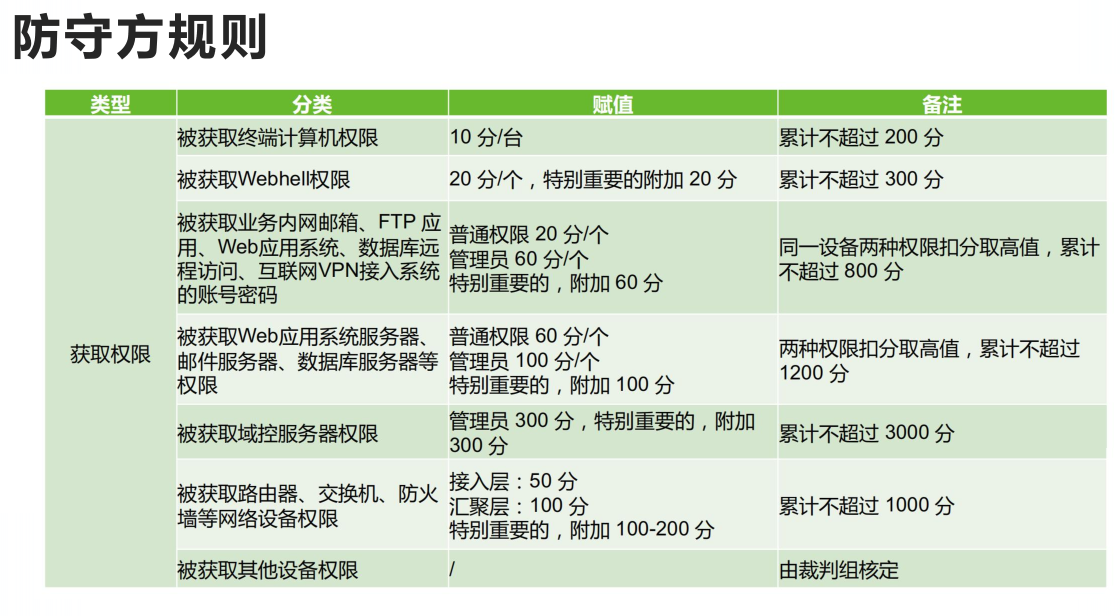 防守方规则
类型 分类 赋值 备注
获取权限
被获取终端计算机权限 10 分/台 累计不超过 200 分
被获取Webhell权限 20 分/个，特别重要的附加 20 分 累计不超过 300 分
被获取业务内网邮箱、FTP 应
用、Web应用系统、数据库远
程访问、互联网VPN接入系统
的账号密码
普通权限 20 分/个
管理员 60 分/个
特别重要的，附加 60 分
同一设备两种权限扣分取高值，累计
不超过 800 分
被获取Web应用系统服务器、
邮件服务器、数据库服务器等
权限
普通权限 60 分/个
管理员 100 分/个
特别重要的，附加 100 分
两种权限扣分取高值，累计不超过
1200 分
被获取域控服务器权限
管理员 300 分，特别重要的，附加
300 分
累计不超过 3000 分
被获取路由器、交换机、防火
墙等网络设备权限
接入层：50 分
汇聚层：100 分
特别重要的，附加 100-200 分
累计不超过 1000 分
被获取其他设备权限 / 由裁判组核定